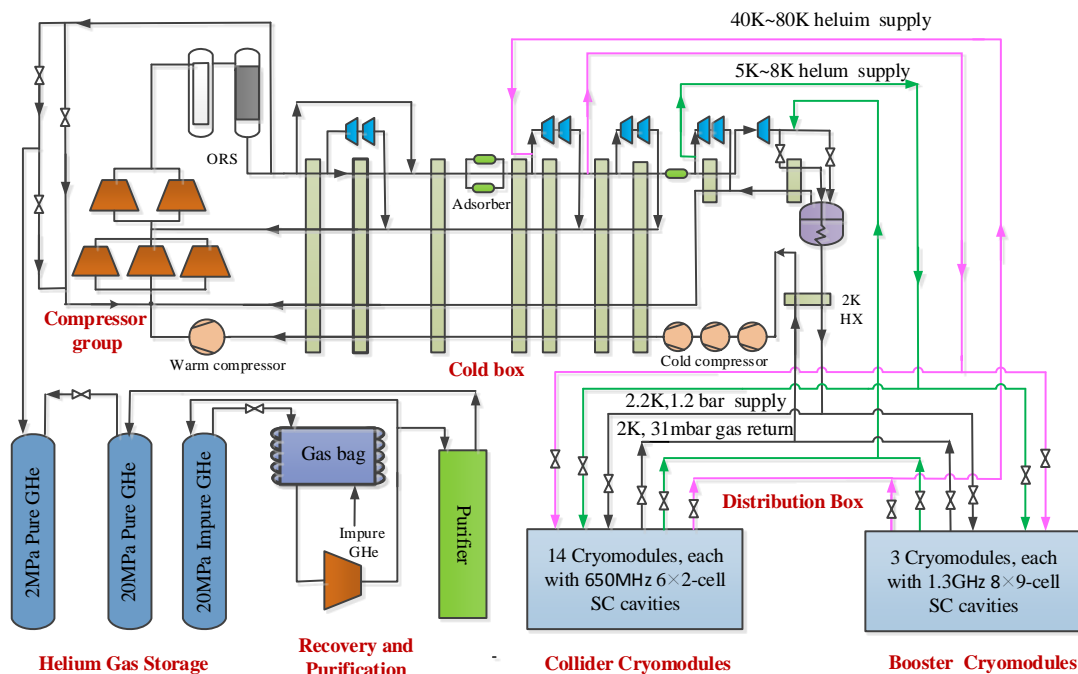 40K~80K heluim supply
5K~8K helum supply
ORS
Adsorber
2K
HX
Compressor
group
Warm compressor
Cold box
Cold compressor
2.2K,1.2 bar supply
2K, 31mbar gas return
Gas bag
Impure
GHe
Purifier
2MPa Pure GHe
20MPa Pure GHe
20MPa Impure GHe
Distribution Box
14 Cryomodules, each
with 650MHz 6×2-cell
SC cavities
3 Cryomodules, each
with 1.3GHz 8×9-cell
SC cavities
Helium Gas Storage
Recovery and
Purification
-
Collider Cryomodules
Booster Cryomodules